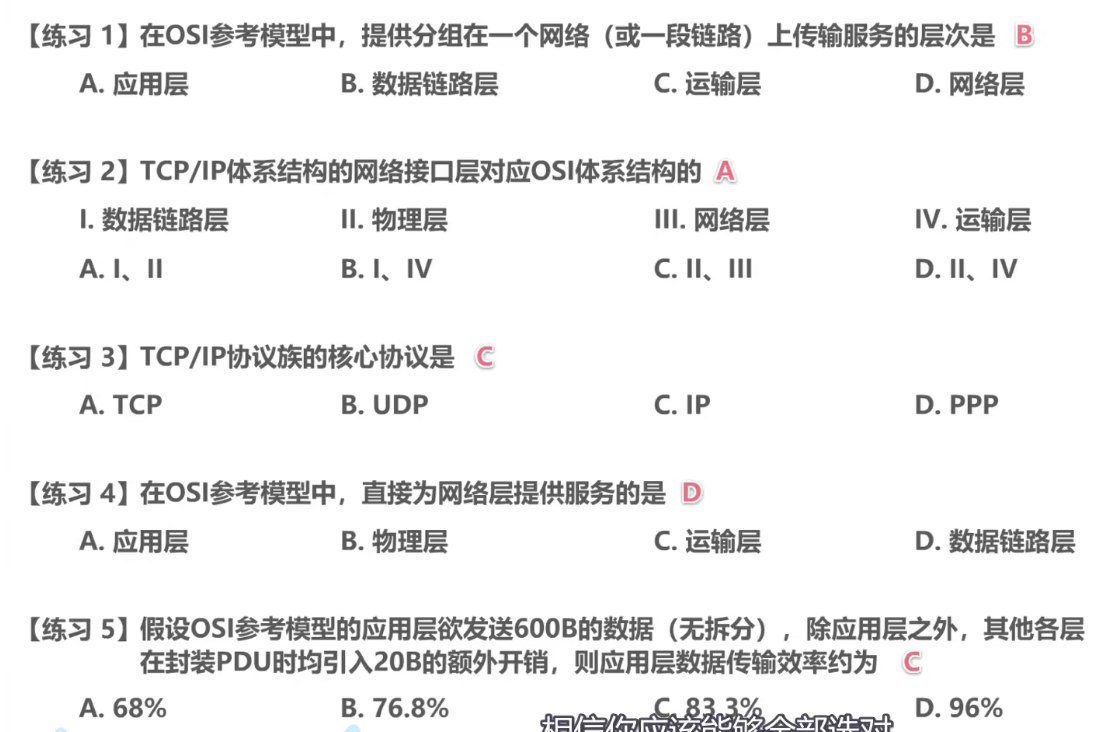 【练习 1】在OSI参考模型中，提供分组在一个网络（或一段链路）上传输服务的层次是 B
A. 应用层 B. 数据链路层 C. 运输层 D. 网络层
【练习 2】TCP/IP体系结构的网络接口层对应OSI体系结构的 A
I. 数据链路层 II. 物理层 III. 网络层 IV. 运输层
A. I、II B. I、IV C. II、III D. II、IV
【练习 3】TCP/IP协议族的核心协议是 C
A. TCP B. UDP C. IP D. PPP
【练习 4】在OSI参考模型中，直接为网络层提供服务的是 D
A. 应用层 B. 物理层 C. 运输层 D. 数据链路层
【练习 5】假设OSI参考模型的应用层欲发送600B的数据（无拆分），除应用层之外，其他各层
在封装PDU时均引入20B的额外开销，则应用层数据传输效率约为 C
A. 68% B. 76.8% C. 83.3% D. 96%
相信你应该能够全部选对